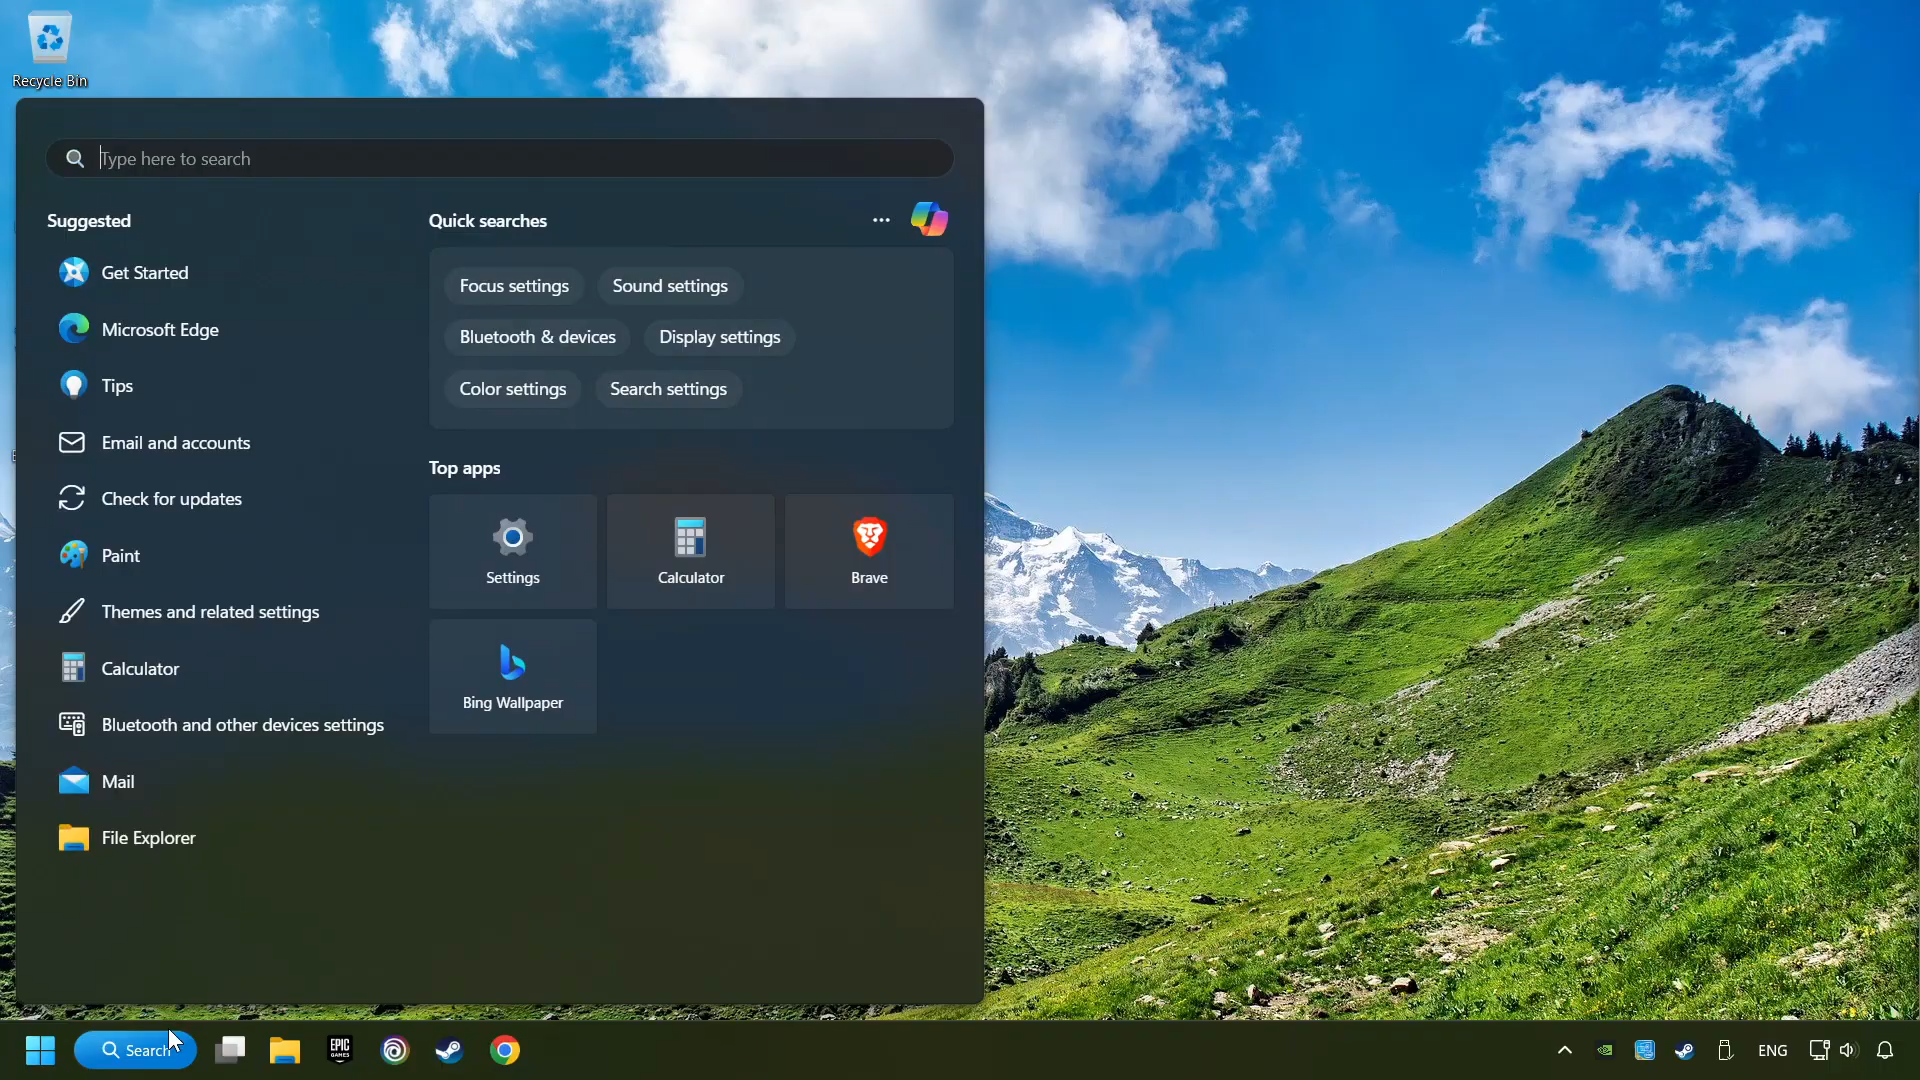 Recycle Bin
Type here to search
Suggested
Get Started
Microsoft Edge
Tips
Email and accounts
Check for updates
Paint
Themes and related settings
Calculator
Bluetooth and other devices settings
Mail
File Explorer
Quick searches
Focus settings
Sound settings
Bluetooth & devices
Display settings
Color settings
Search settings
Top apps
Settings
Calculator
Brave
Bing Wallpaper
Search
EPIC
GAMES
ENG